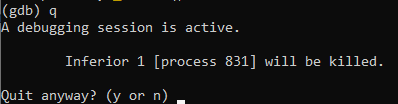 (gdb) q
A debugging session is active.
Inferior 1 [process 831] will be killed.
Quit anyway? (y or n)